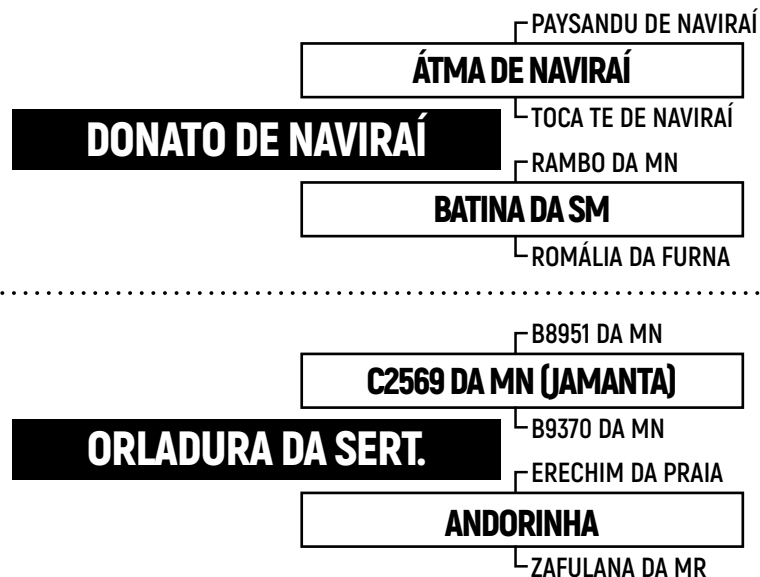 PAYSANDU DE NAVIRAÍ
ÁTMA DE NAVIRAÍ
TOCA TE DE NAVIRAÍ
DONATO DE NAVIRAÍ
RAMBO DA MN
BATINA DA SM
ROMÁLIA DA FURNA
B8951 DA MN
C2569 DA MN (JAMANTA)
B9370 DA MN
ORLADURA DA SERT.
ERECHIM DA PRAIA
ANDORINHA
ZAFULANA DA MR